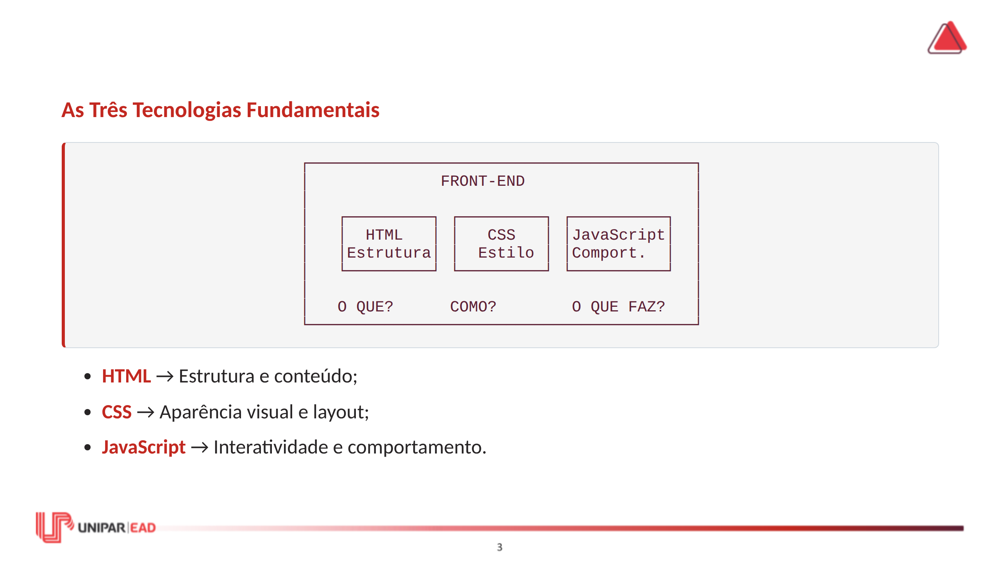 As Três Tecnologias Fundamentais
FRONT-END
HTML CSS JavaScript
Estrutura Estilo Comport.
O QUE? COMO? O QUE FAZ?
• HTML → Estrutura e conteúdo;
• CSS → Aparência visual e layout;
• JavaScript → Interatividade e comportamento.
UNIPAR|EAD
3